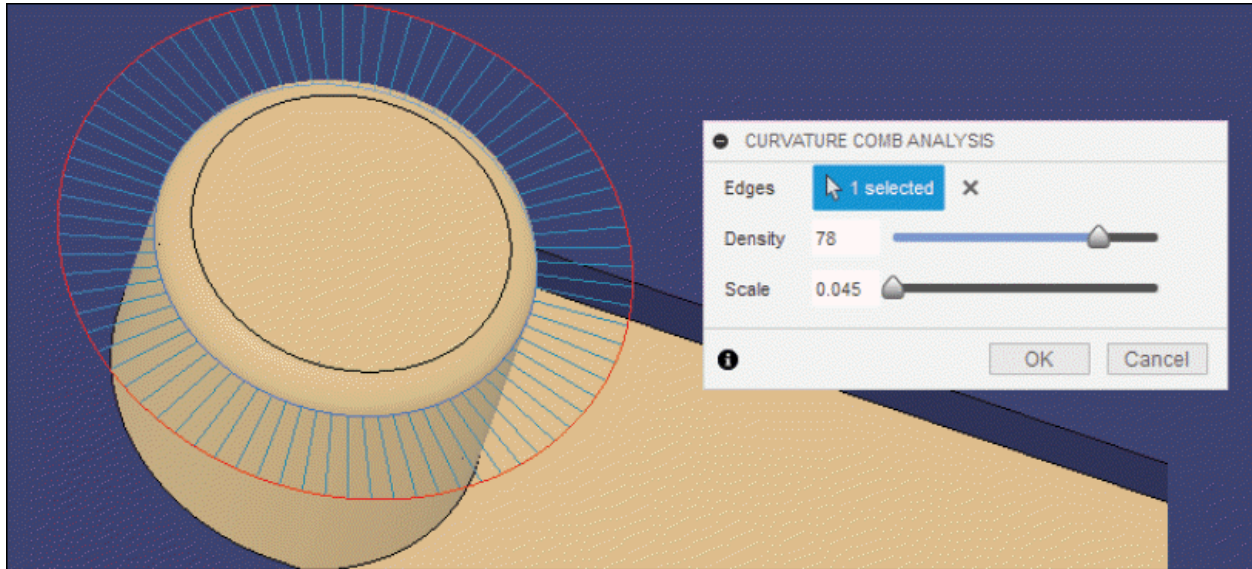 CURVATURE COMB ANALYSIS
Edges 1 selected
Density 78
Scale 0.045
OK Cancel